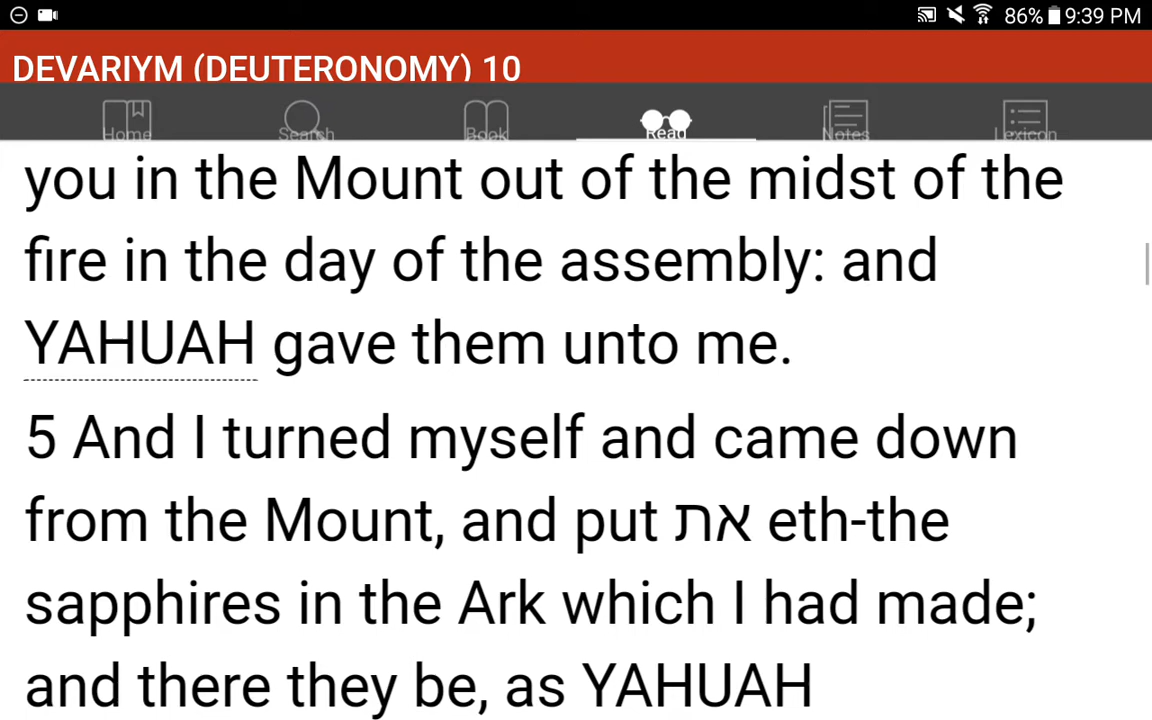 86% 9:39 PM
DEVARIYM (DEUTERONOMY) 10
Home Search Book Read Notes Lexicon
you in the Mount out of the midst of the
fire in the day of the assembly: and
YAHUAH gave them unto me.
5 And I turned myself and came down
from the Mount, and put את eth-the
sapphires in the Ark which I had made;
and there they be, as YAHUAH